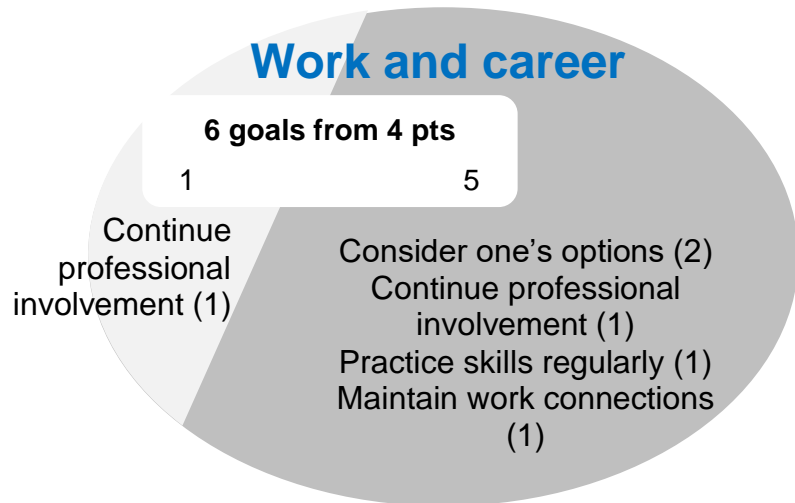 Work and career
6 goals from 4 pts
1 5
Continue
professional
involvement (1)
Consider one’s options (2)
Continue professional
involvement (1)
Practice skills regularly (1)
Maintain work connections
(1)